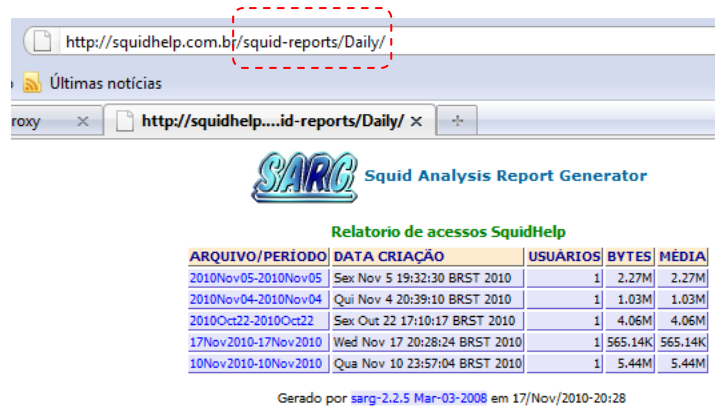 http://squidhelp.com.br/squid-reports/Daily/
Últimas notícias
roxy × http://squidhelp....id-reports/Daily/ ×
SARG Squid Analysis Report Generator
Relatorio de acessos SquidHelp
ARQUIVO/PERÍODO DATA CRIAÇÃO USUÁRIOS BYTES MÉDIA
2010Nov05-2010Nov05 Sex Nov 5 19:32:30 BRST 2010 1 2.27M 2.27M
2010Nov04-2010Nov04 Qui Nov 4 20:39:10 BRST 2010 1 1.03M 1.03M
2010Oct22-2010Oct22 Sex Out 22 17:10:17 BRST 2010 1 4.06M 4.06M
17Nov2010-17Nov2010 Wed Nov 17 20:28:24 BRST 2010 1 565.14K 565.14K
10Nov2010-10Nov2010 Qua Nov 10 23:57:04 BRST 2010 1 5.44M 5.44M
Gerado por sarg-2.2.5 Mar-03-2008 em 17/Nov/2010-20:28